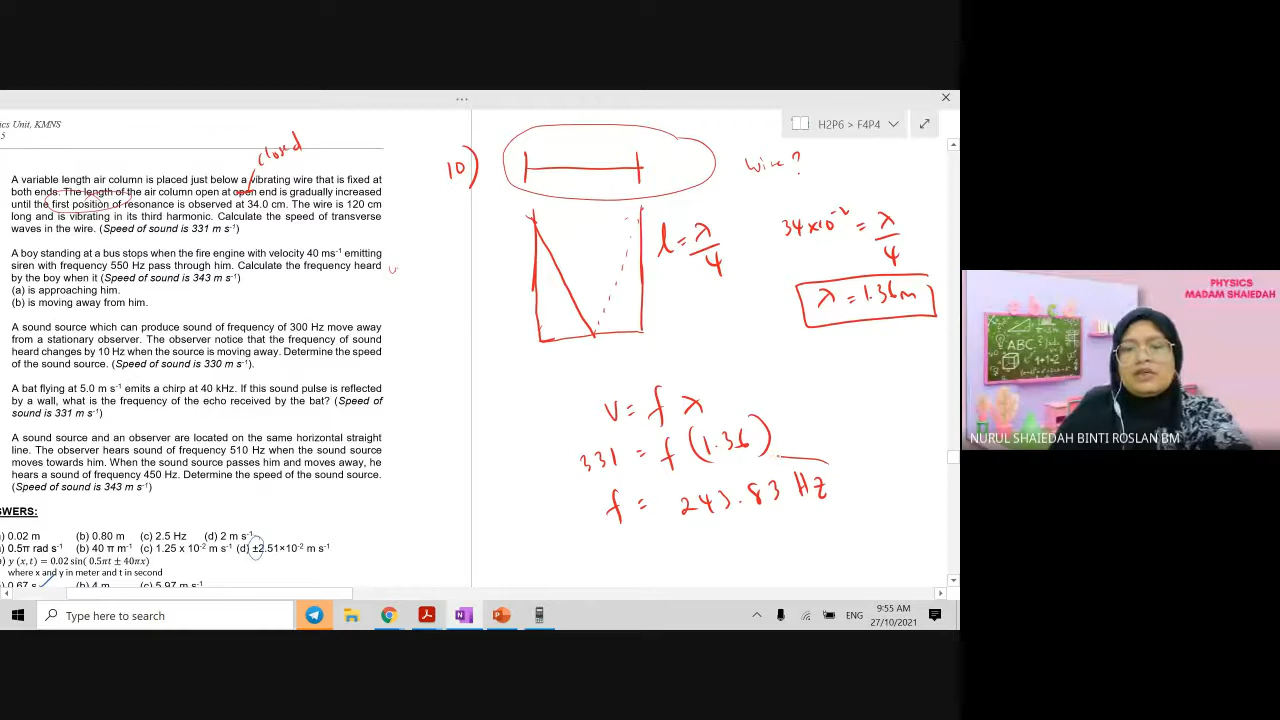 ics Unit, KMNS
5
closed
A variable length air column is placed just below a vibrating wire that is fixed at
both ends. The length of the air column open at open end is gradually increased
until the first position of resonance is observed at 34.0 cm. The wire is 120 cm
long and is vibrating in its third harmonic. Calculate the speed of transverse
waves in the wire. (Speed of sound is 331 m s⁻¹)
A boy standing at a bus stops when the fire engine with velocity 40 ms⁻¹ emitting
siren with frequency 550 Hz pass through him. Calculate the frequency heard
by the boy when it (Speed of sound is 343 m s⁻¹)
(a) is approaching him.
(b) is moving away from him.
A sound source which can produce sound of frequency of 300 Hz move away
from a stationary observer. The observer notice that the frequency of sound
heard changes by 10 Hz when the source is moving away. Determine the speed
of the sound source. (Speed of sound is 330 m s⁻¹).
A bat flying at 5.0 m s⁻¹ emits a chirp at 40 kHz. If this sound pulse is reflected
by a wall, what is the frequency of the echo received by the bat? (Speed of
sound is 331 m s⁻¹)
A sound source and an observer are located on the same horizontal straight
line. The observer hears sound of frequency 510 Hz when the sound source
moves towards him. When the sound source passes him and moves away, he
hears a sound of frequency 450 Hz. Determine the speed of the sound source.
(Speed of sound is 343 m s⁻¹)
SWERS:
) 0.02 m (b) 0.80 m (c) 2.5 Hz (d) 2 m s⁻¹
) 0.5π rad s⁻¹ (b) 40 π m⁻¹ (c) 1.25 x 10⁻² m s⁻¹ (d) ±2.51×10⁻² m s⁻¹
) y (x, t) = 0.02 sin( 0.5πt ± 40πx)
where x and y in meter and t in second
) 0.67 s (b) 4 m (c) 5.97 m s⁻¹
H2P6 > F4P4
10)
wire?
l = λ/4
34×10⁻² = λ/4
λ = 1.36m
v = f λ
331 = f (1.36)
f = 243.83 Hz
PHYSICS
MADAM SHAIEDAH
ABC
1+1=2
NURUL SHAIEDAH BINTI ROSLAN BM
Type here to search
ENG
9:55 AM
27/10/2021